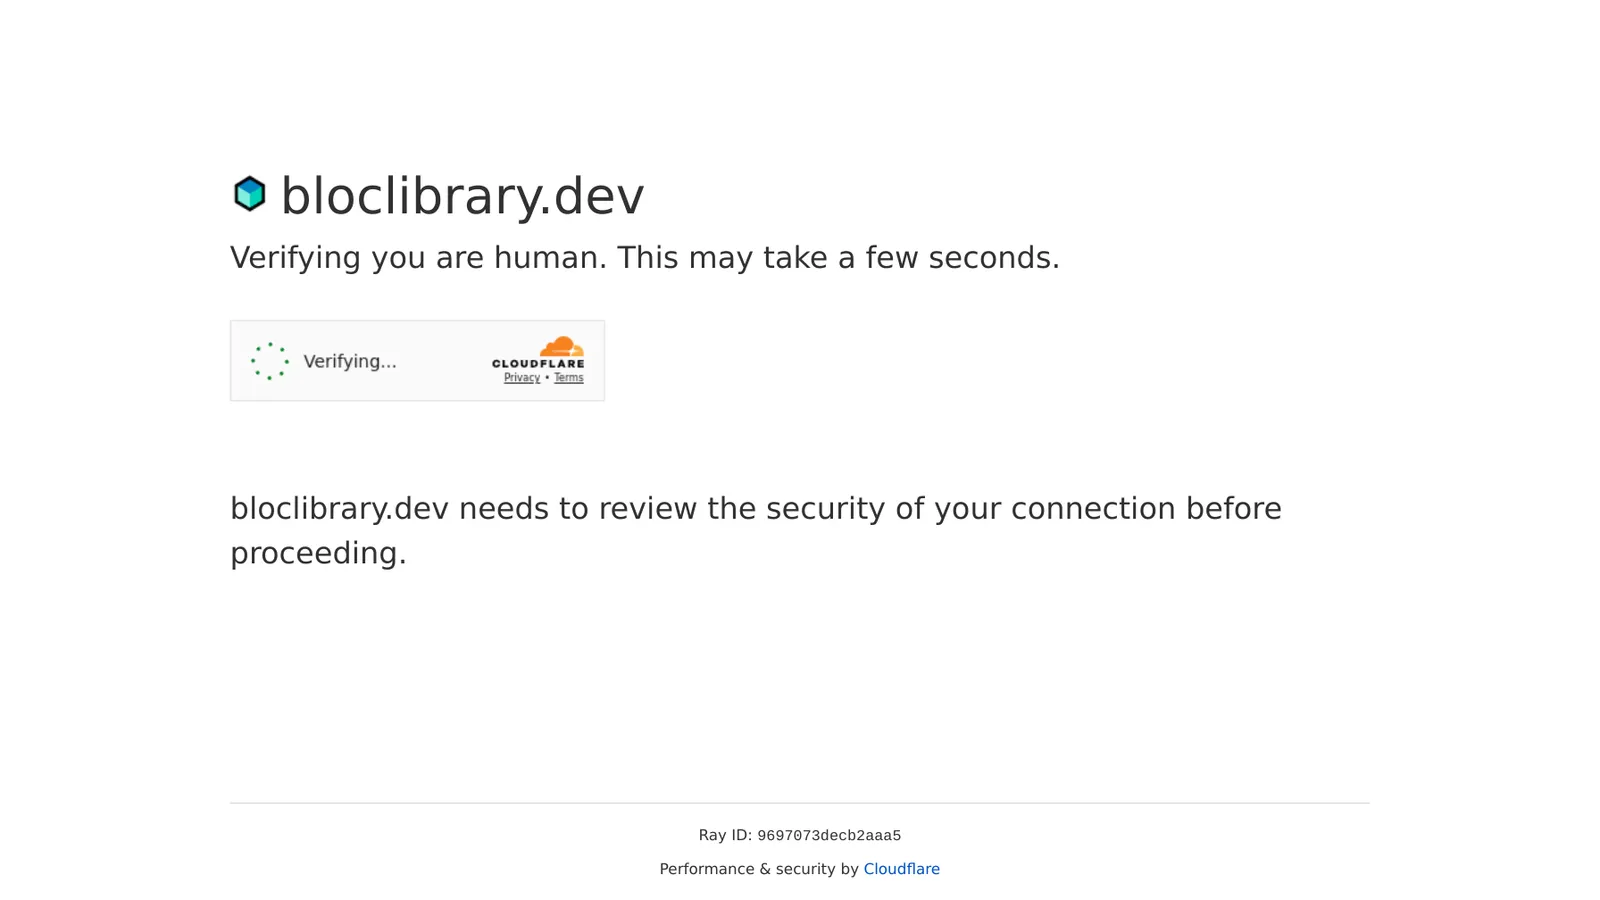 bloclibrary.dev
Verifying you are human. This may take a few seconds.
Verifying...
CLOUDFLARE
Privacy • Terms
bloclibrary.dev needs to review the security of your connection before
proceeding.
Ray ID: 9697073decb2aaa5
Performance & security by Cloudflare